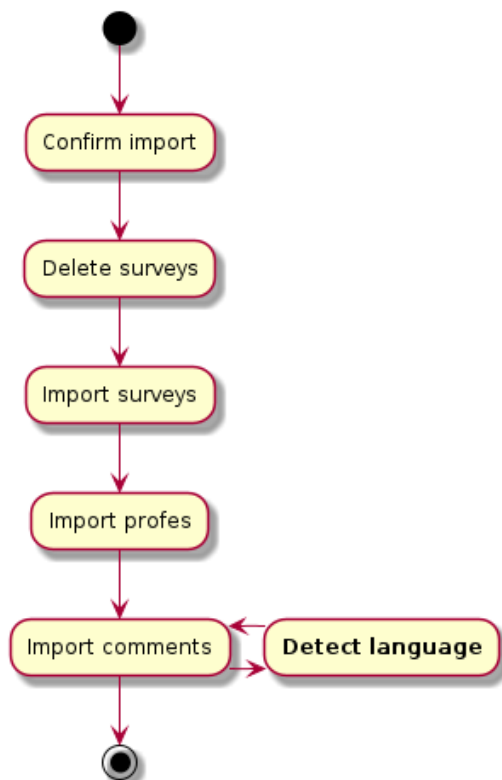 Confirm import
Delete surveys
Import surveys
Import profes
Import comments
Detect language